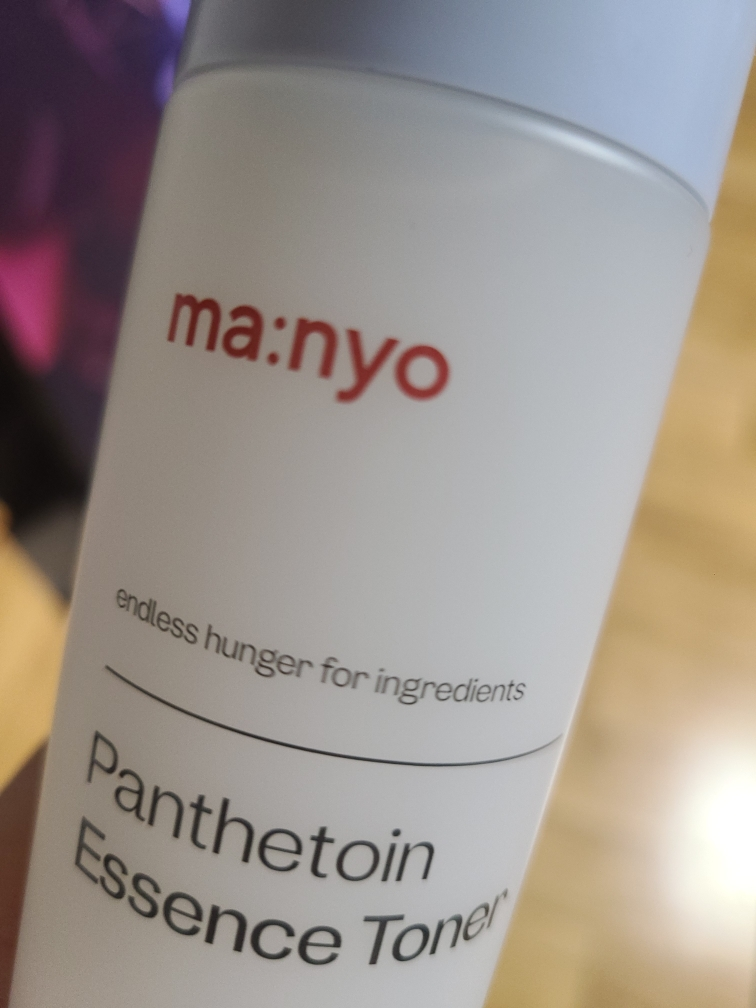 ma:nyo
endless hunger for ingredients
Panthetoin
Essence Toner